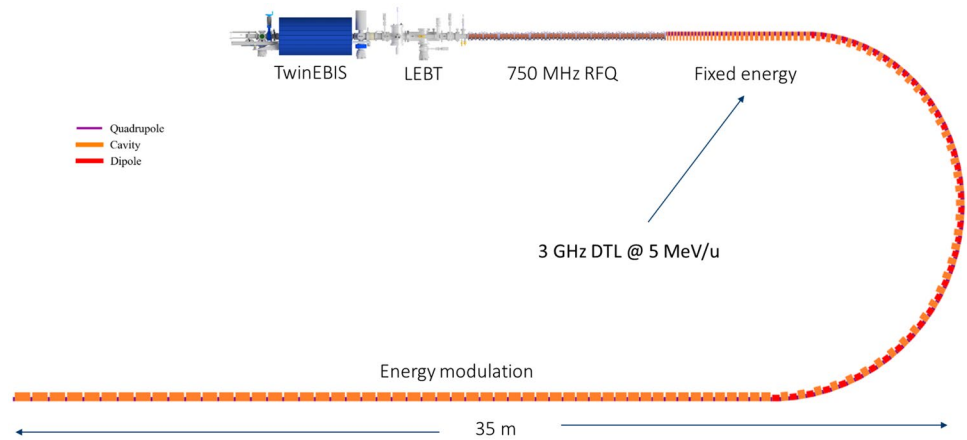 TwinEBIS
LEBT
750 MHz RFQ
Fixed energy
Quadrupole
Cavity
Dipole
3 GHz DTL @ 5 MeV/u
Energy modulation
35 m